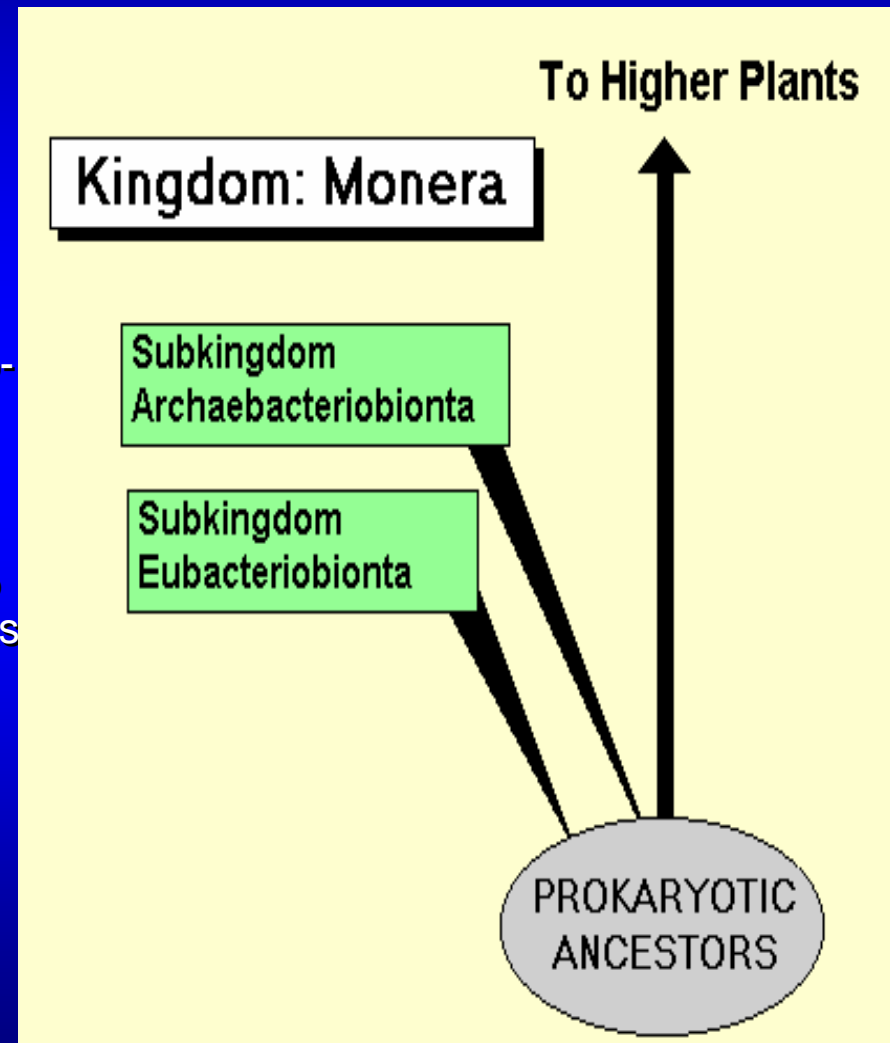 To Higher Plants
Kingdom: Monera
Subkingdom
Archaebacteriobionta
Subkingdom
Eubacteriobionta
PROKARYOTIC
ANCESTORS